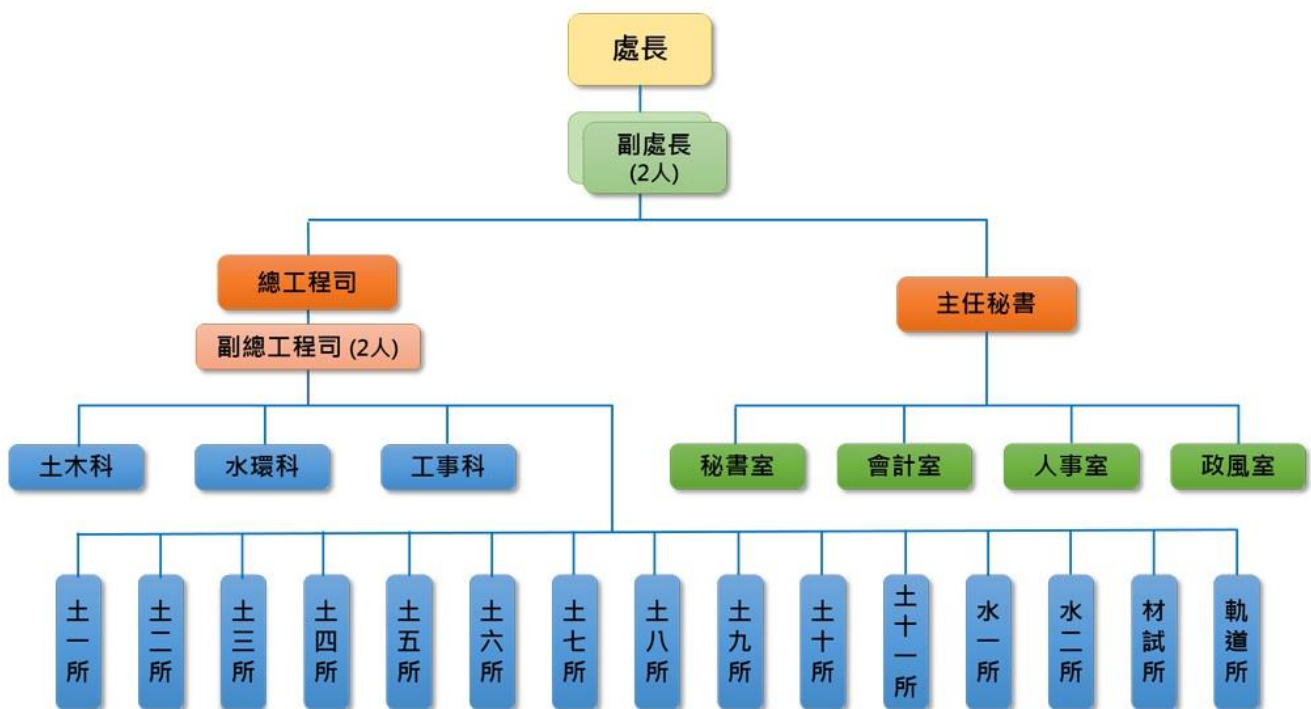 處長
副處長
(2人)
總工程司
主任秘書
副總工程司 (2人)
土木科
水環科
工事科
秘書室
會計室
人事室
政風室
土一所
土二所
土三所
土四所
土五所
土六所
土七所
土八所
土九所
土十所
土十一所
水一所
水二所
材試所
軌道所